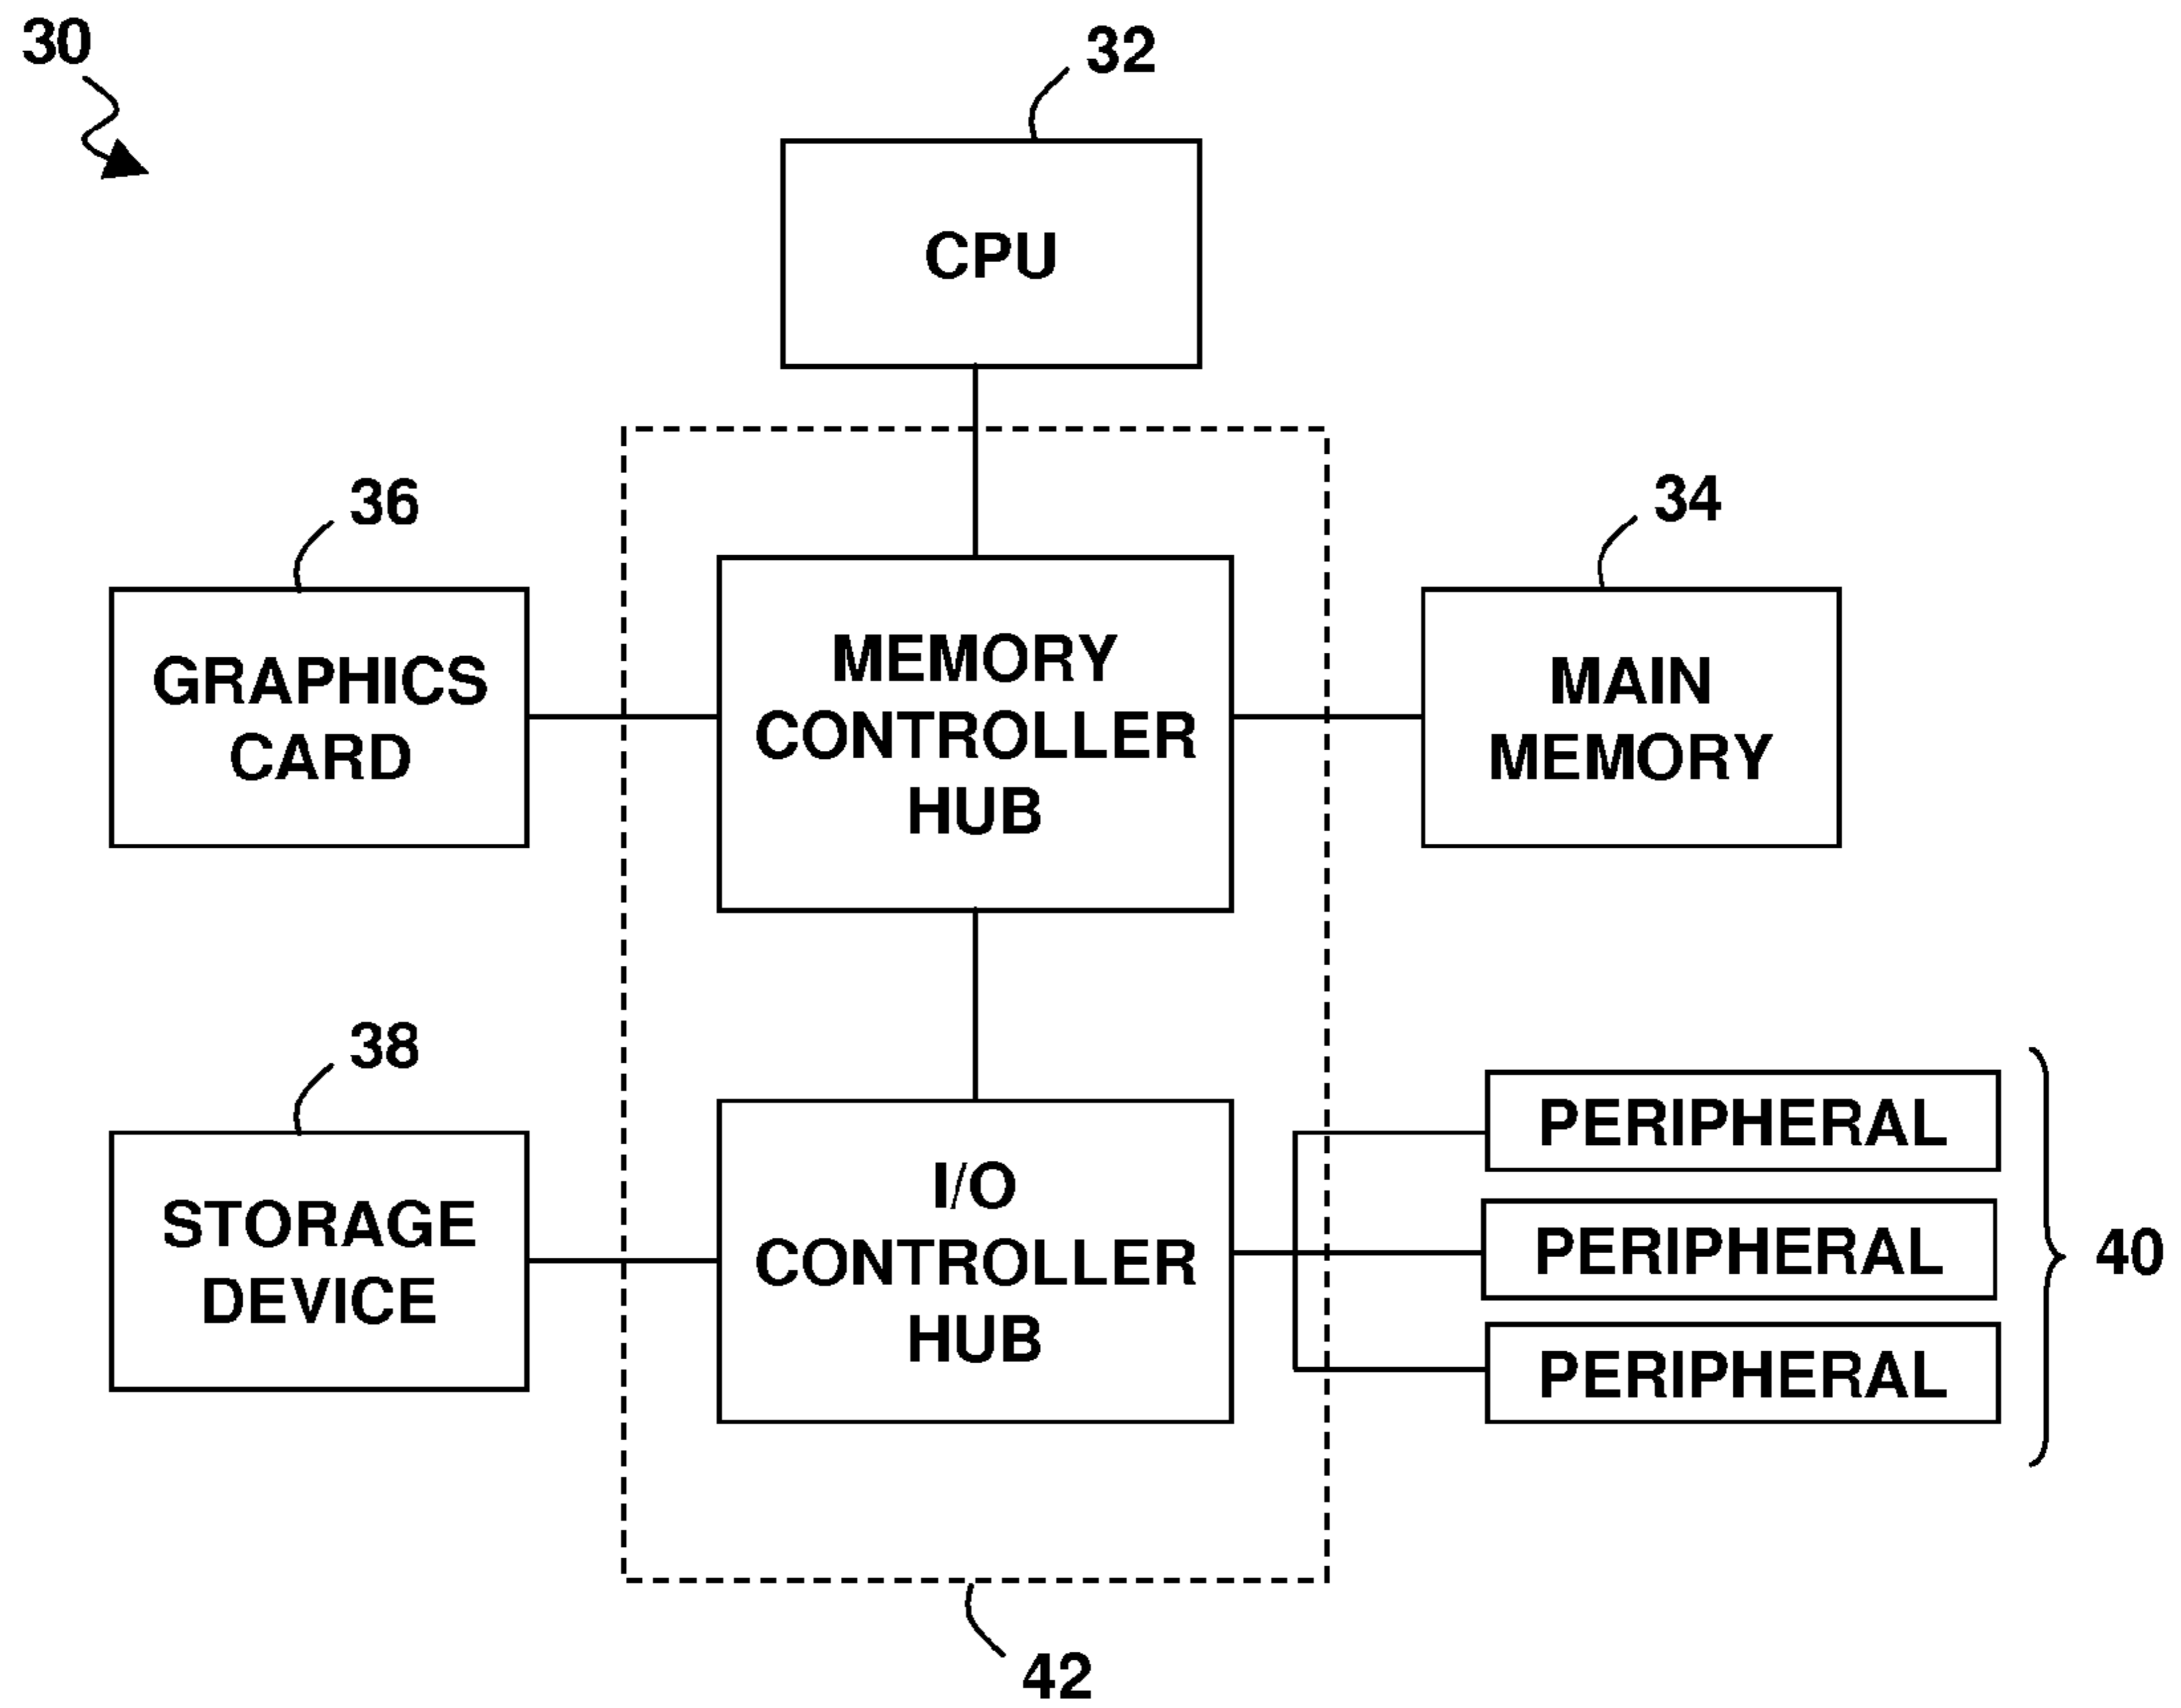 30
32
CPU
36
34
GRAPHICS
CARD
MEMORY
CONTROLLER
HUB
MAIN
MEMORY
38
STORAGE
DEVICE
I/O
CONTROLLER
HUB
PERIPHERAL
PERIPHERAL
PERIPHERAL
40
42